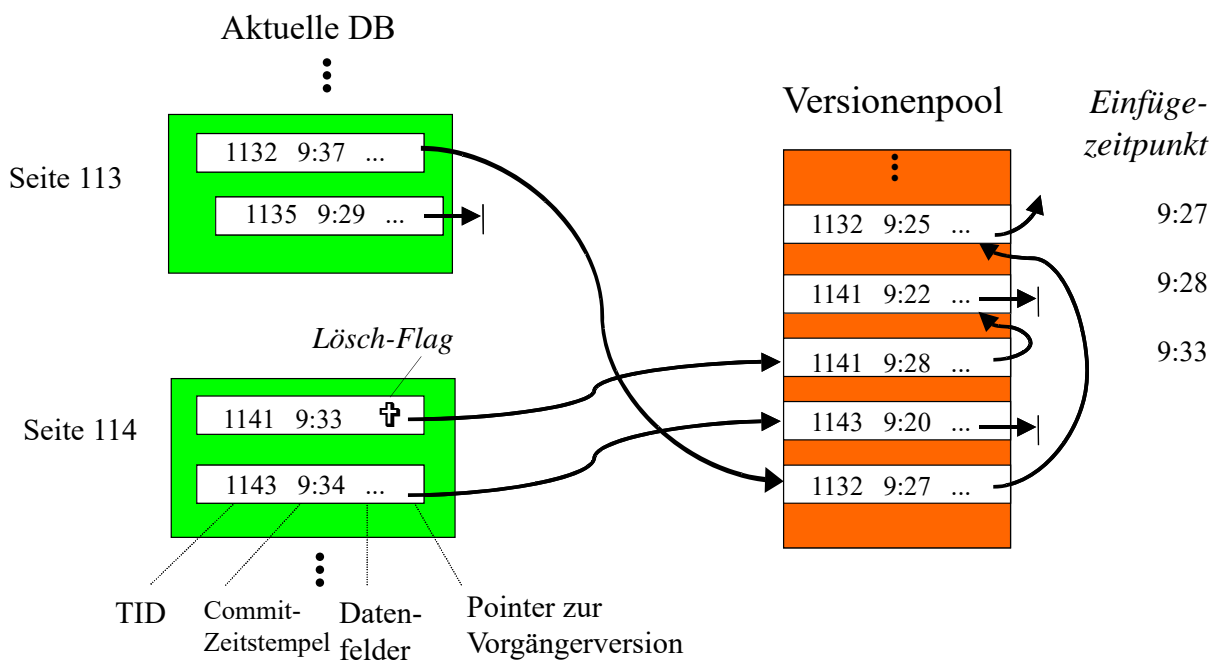 Aktuelle DB
Seite 113
1132 9:37 ...
1135 9:29 ...
Lösch-Flag
Seite 114
1141 9:33
1143 9:34 ...
TID
Commit-
Zeitstempel
Daten-
felder
Pointer zur
Vorgängerversion
Versionenpool
1132 9:25 ...
1141 9:22 ...
1141 9:28 ...
1143 9:20 ...
1132 9:27 ...
Einfüge-
zeitpunkt
9:27
9:28
9:33